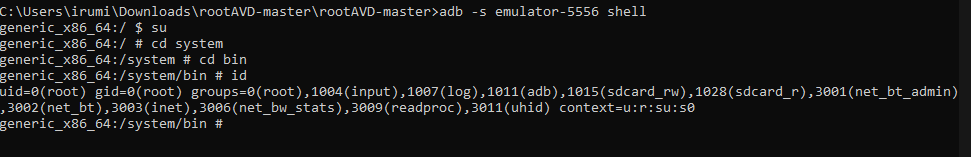 C:\Users\irumi\Downloads\rootAVD-master\rootAVD-master>adb -s emulator-5556 shell
generic_x86_64:/ $ su
generic_x86_64:/ # cd system
generic_x86_64:/system # cd bin
generic_x86_64:/system/bin # id
uid=0(root) gid=0(root) groups=0(root),1004(input),1007(log),1011(adb),1015(sdcard_rw),1028(sdcard_r),3001(net_bt_admin)
,3002(net_bt),3003(inet),3006(net_bw_stats),3009(readproc),3011(uhid) context=u:r:su:s0
generic_x86_64:/system/bin #